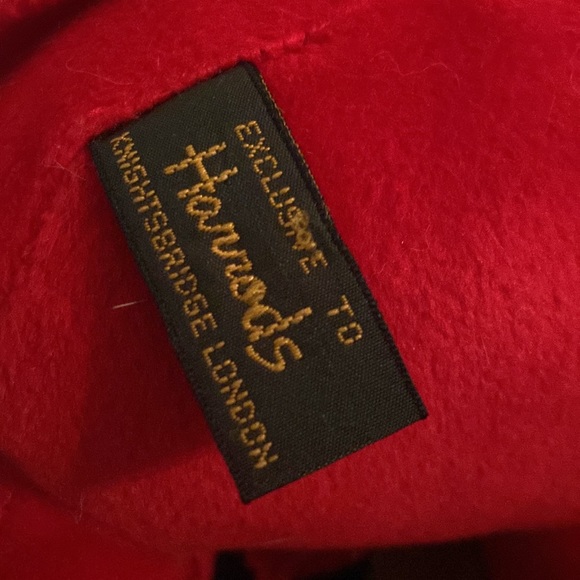 EXCLUSIVE TO
Harrods
KNIGHTSBRIDGE LONDON